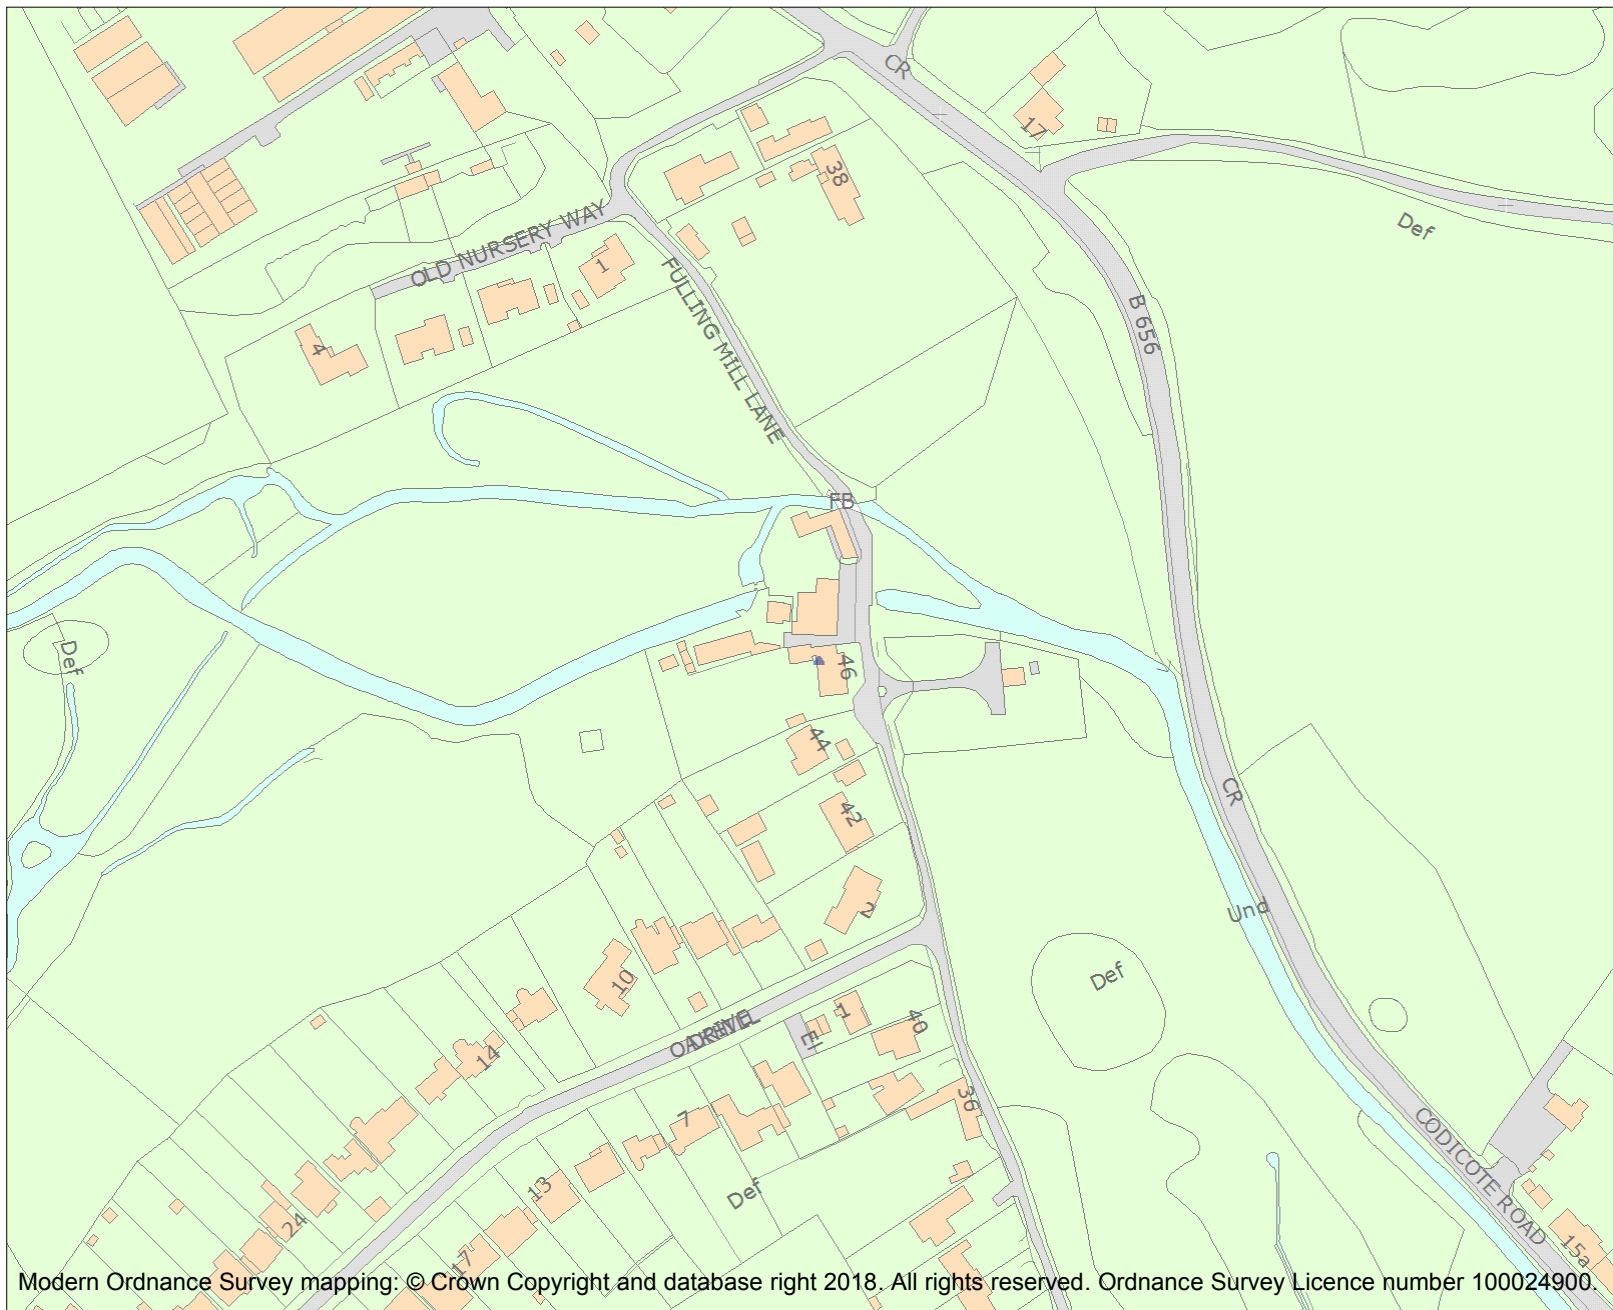 CR
17
38
OLD NURSERY WAY
Def
1
FULLING MILL LANE
B 656
4
FB
Def
46
44
CR
42
2
Und
Def
10
OAKHILL DRIVE
El
1
40
14
36
CODICOTE ROAD
7
13
Def
24
15a
17
Modern Ordnance Survey mapping: © Crown Copyright and database right 2018. All rights reserved. Ordnance Survey Licence number 100024900.